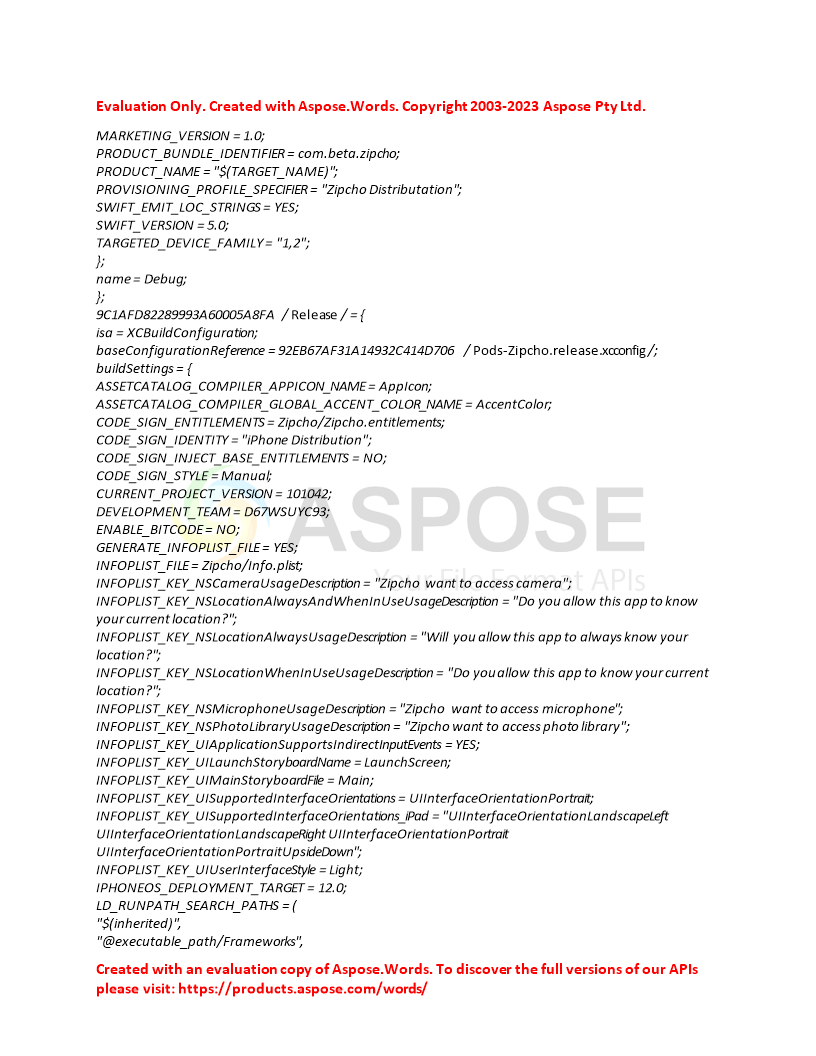 Evaluation Only. Created with Aspose.Words. Copyright 2003-2023 Aspose Pty Ltd.
MARKETING_VERSION = 1.0;
PRODUCT_BUNDLE_IDENTIFIER = com.beta.zipcho;
PRODUCT_NAME = "$(TARGET_NAME)";
PROVISIONING_PROFILE_SPECIFIER = "Zipcho Distributation";
SWIFT_EMIT_LOC_STRINGS = YES;
SWIFT_VERSION = 5.0;
TARGETED_DEVICE_FAMILY = "1,2";
};
name = Debug;
};
9C1AFD82289993A60005A8FA / Release / = {
isa = XCBuildConfiguration;
baseConfigurationReference = 92EB67AF31A14932C414D706 / Pods-Zipcho.release.xcconfig /;
buildSettings = {
ASSETCATALOG_COMPILER_APPICON_NAME = AppIcon;
ASSETCATALOG_COMPILER_GLOBAL_ACCENT_COLOR_NAME = AccentColor;
CODE_SIGN_ENTITLEMENTS = Zipcho/Zipcho.entitlements;
CODE_SIGN_IDENTITY = "iPhone Distribution";
CODE_SIGN_INJECT_BASE_ENTITLEMENTS = NO;
CODE_SIGN_STYLE = Manual;
CURRENT_PROJECT_VERSION = 101042;
DEVELOPMENT_TEAM = D67WSUYC93;
ENABLE_BITCODE = NO;
GENERATE_INFOPLIST_FILE = YES;
INFOPLIST_FILE = Zipcho/Info.plist;
INFOPLIST_KEY_NSCameraUsageDescription = "Zipcho want to access camera";
INFOPLIST_KEY_NSLocationAlwaysAndWhenInUseUsageDescription = "Do you allow this app to know
your current location?";
INFOPLIST_KEY_NSLocationAlwaysUsageDescription = "Will you allow this app to always know your
location?";
INFOPLIST_KEY_NSLocationWhenInUseUsageDescription = "Do you allow this app to know your current
location?";
INFOPLIST_KEY_NSMicrophoneUsageDescription = "Zipcho want to access microphone";
INFOPLIST_KEY_NSPhotoLibraryUsageDescription = "Zipcho want to access photo library";
INFOPLIST_KEY_UIApplicationSupportsIndirectInputEvents = YES;
INFOPLIST_KEY_UILaunchStoryboardName = LaunchScreen;
INFOPLIST_KEY_UIMainStoryboardFile = Main;
INFOPLIST_KEY_UISupportedInterfaceOrientations = UIInterfaceOrientationPortrait;
INFOPLIST_KEY_UISupportedInterfaceOrientations_iPad = "UIInterfaceOrientationLandscapeLeft
UIInterfaceOrientationLandscapeRight UIInterfaceOrientationPortrait
UIInterfaceOrientationPortraitUpsideDown";
INFOPLIST_KEY_UIUserInterfaceStyle = Light;
IPHONEOS_DEPLOYMENT_TARGET = 12.0;
LD_RUNPATH_SEARCH_PATHS = (
"$(inherited)",
"@executable_path/Frameworks",
Created with an evaluation copy of Aspose.Words. To discover the full versions of our APIs
please visit: https://products.aspose.com/words/
ASPOSE
Your File Format APIs